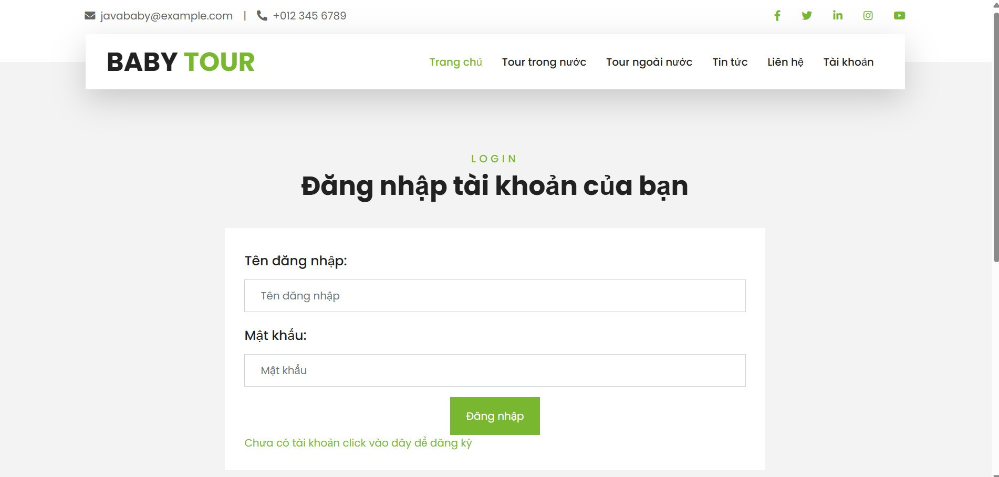 javababy@example.com | +012 345 6789
BABY TOUR
Trang chủ Tour trong nước Tour ngoài nước Tin tức Liên hệ Tài khoản
LOGIN
Đăng nhập tài khoản của bạn
Tên đăng nhập:
Tên đăng nhập
Mật khẩu:
Mật khẩu
Đăng nhập
Chưa có tài khoản click vào đây để đăng ký